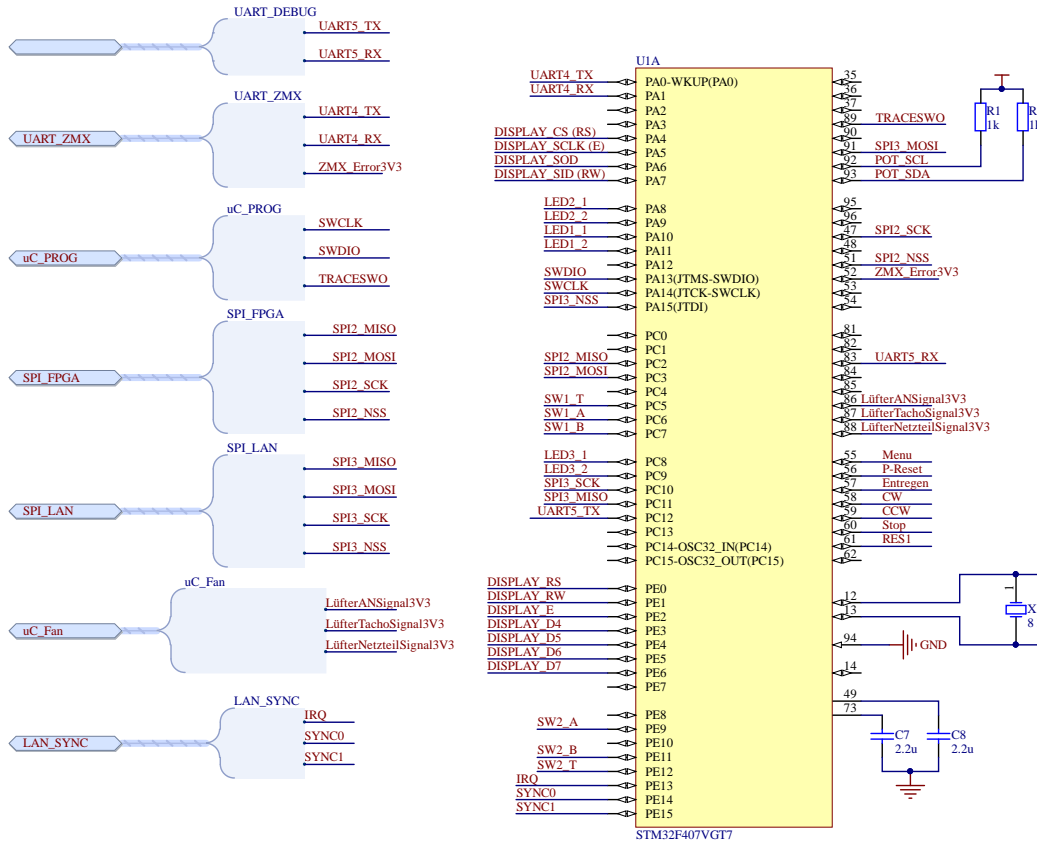 UART_DEBUG
UART5_TX
UART5_RX
UART_ZMX
UART_ZMX
UART4_TX
UART4_RX
ZMX_Error3V3
uC_PROG
uC_PROG
SWCLK
SWDIO
TRACESWO
SPI_FPGA
SPI_FPGA
SPI2_MISO
SPI2_MOSI
SPI2_SCK
SPI2_NSS
SPI_LAN
SPI_LAN
SPI3_MISO
SPI3_MOSI
SPI3_SCK
SPI3_NSS
uC_Fan
uC_Fan
LüfterANSignal3V3
LüfterTachoSignal3V3
LüfterNetzteilSignal3V3
LAN_SYNC
LAN_SYNC
IRQ
SYNC0
SYNC1
U1A
UART4_TX PA0-WKUP(PA0) 35
UART4_RX PA1 36
PA2 37
PA3 89 TRACESWO
DISPLAY_CS (RS) PA4 90
DISPLAY_SCLK (E) PA5 91 SPI3_MOSI
DISPLAY_SOD PA6 92 POT_SCL
DISPLAY_SID (RW) PA7 93 POT_SDA
R1
1k
LED2_1 PA8 95
LED2_2 PA9 96
LED1_1 PA10 47 SPI2_SCK
LED1_2 PA11 48
PA12 51 SPI2_NSS
SWDIO PA13(JTMS-SWDIO) 52 ZMX_Error3V3
SWCLK PA14(JTCK-SWCLK) 53
SPI3_NSS PA15(JTDI) 54
PC0 81
PC1 82
SPI2_MISO PC2 83 UART5_RX
SPI2_MOSI PC3 84
PC4 85
SW1_T PC5 86 LüfterANSignal3V3
SW1_A PC6 87 LüfterTachoSignal3V3
SW1_B PC7 88 LüfterNetzteilSignal3V3
LED3_1 PC8 55 Menu
LED3_2 PC9 56 P-Reset
SPI3_SCK PC10 57 Entregen
SPI3_MISO PC11 58 CW
UART5_TX PC12 59 CCW
PC13 60 Stop
PC14-OSC32_IN(PC14) 61 RES1
PC15-OSC32_OUT(PC15) 62
DISPLAY_RS PE0
DISPLAY_RW PE1 12
DISPLAY_E PE2 13
DISPLAY_D4 PE3
DISPLAY_D5 PE4 94 GND
DISPLAY_D6 PE5
DISPLAY_D7 PE6 14
PE7
1
X
8
PE8 49
73
SW2_A PE9
PE10
SW2_B PE11
SW2_T PE12
IRQ PE13
SYNC0 PE14
SYNC1 PE15
C7
2.2u
C8
2.2u
STM32F407VGT7